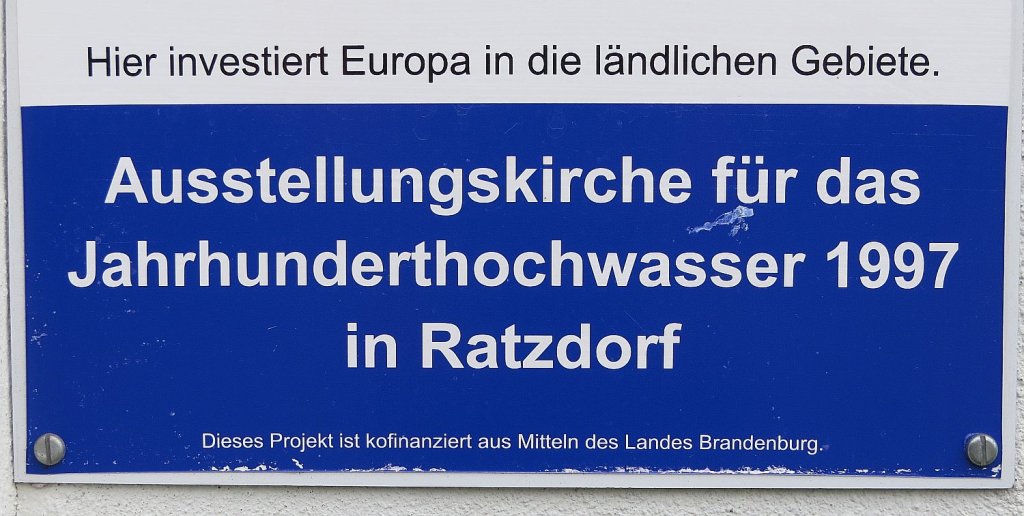 Hier investiert Europa in die ländlichen Gebiete.
Ausstellungskirche für das
Jahrhunderthochwasser 1997
in Ratzdorf
Dieses Projekt ist kofinanziert aus Mitteln des Landes Brandenburg.